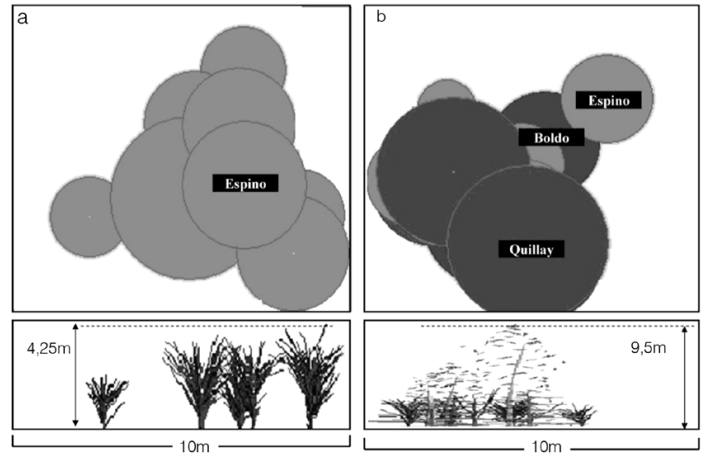 a
Espino
4,25m
10m
b
Espino
Boldo
Quillay
9,5m
10m